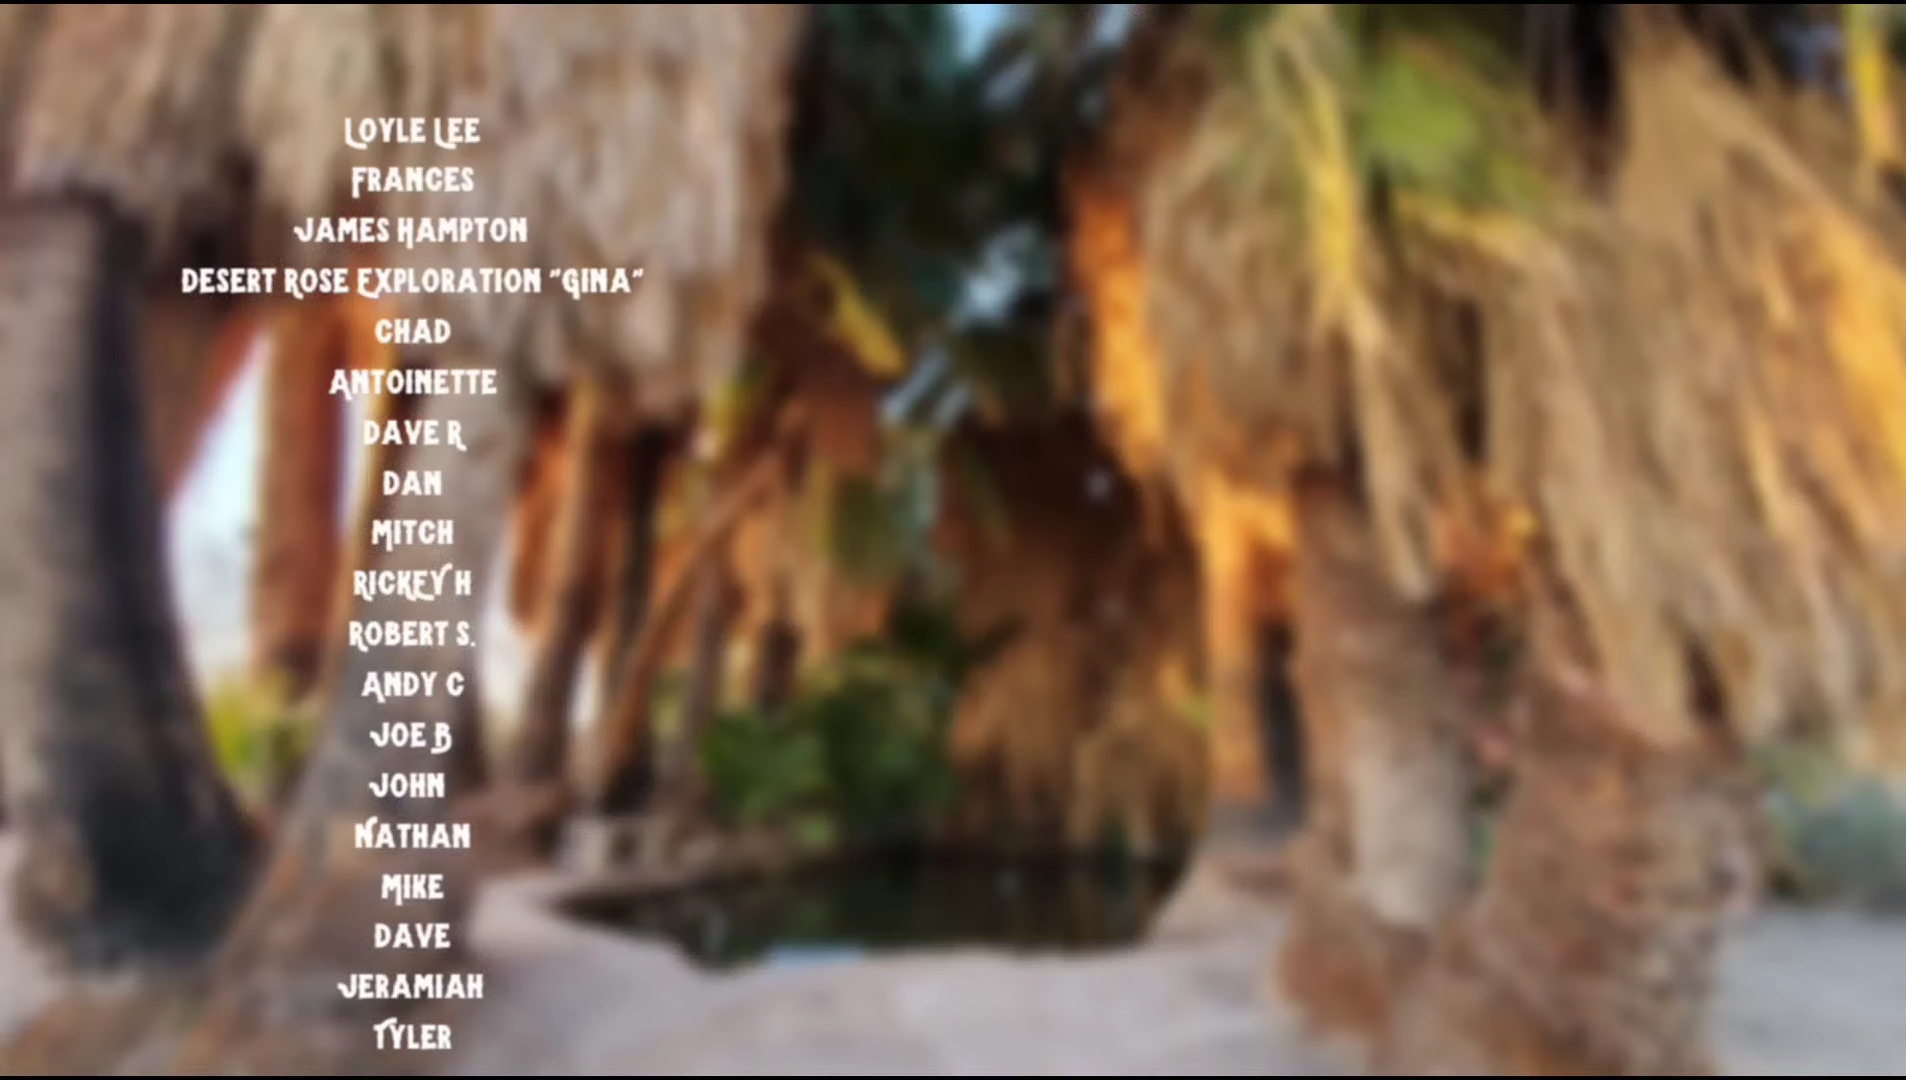 LOYLE LEE
FRANCES
JAMES HAMPTON
DESERT ROSE EXPLORATION "GINA"
CHAD
ANTOINETTE
DAVE R
DAN
MITCH
RICKEY H
ROBERT S.
ANDY C
JOE B
JOHN
NATHAN
MIKE
DAVE
JERAMIAH
TYLER